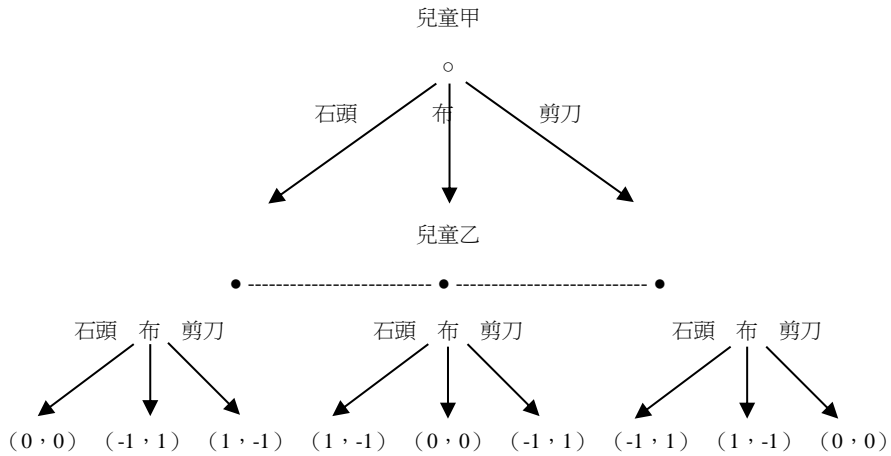 兒童甲
石頭 布 剪刀
兒童乙
石頭 布 剪刀 石頭 布 剪刀 石頭 布 剪刀
(0，0) (-1，1) (1，-1) (1，-1) (0，0) (-1，1) (-1，1) (1，-1) (0，0)